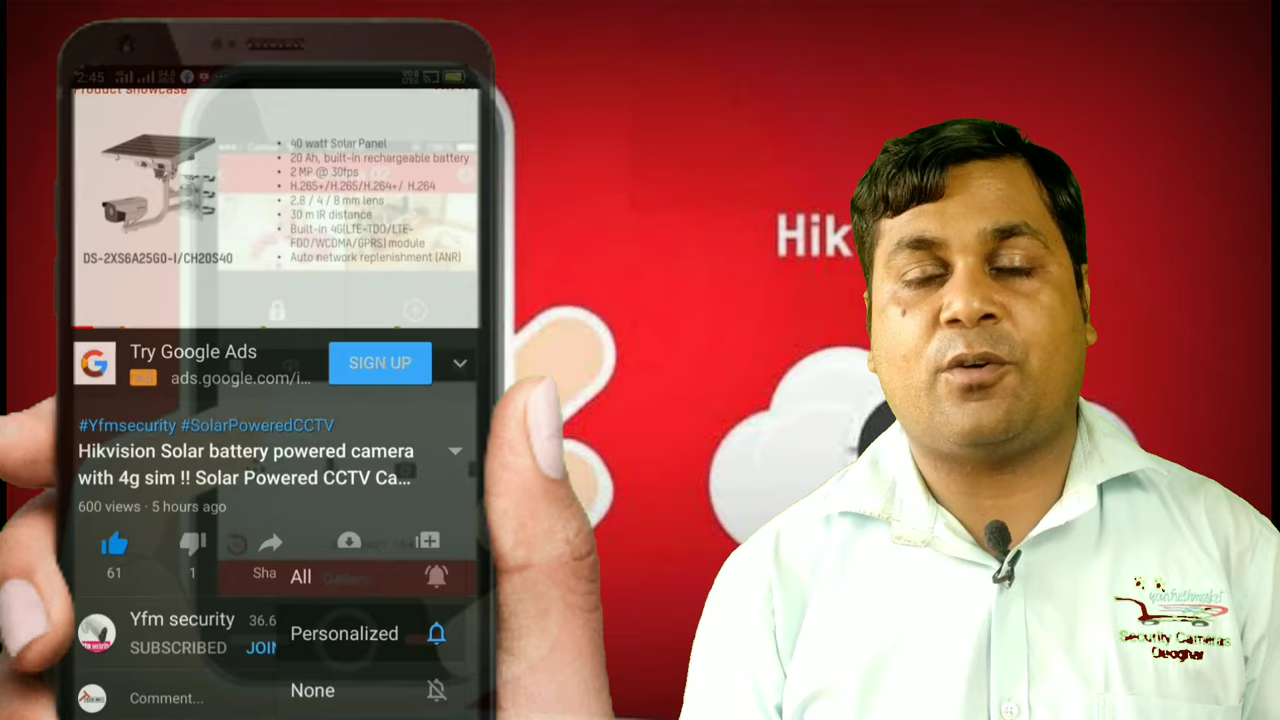 2:45
Product showcase
40 watt Solar Panel
20 Ah, built-in rechargeable battery
2 MP @ 30fps
H.265+/H.265/H.264+/ H.264
2.8 / 4 / 8 mm lens
30 m IR distance
Built-in 4G(LTE-TDD/LTE-
FDD/WCDMA/GPRS) module
Auto network replenishment (ANR)
DS-2XS6A25G0-I/CH20S40
Try Google Ads
SIGN UP
ads.google.com/i...
#Yfmsecurity #SolarPoweredCCTV
Hikvision Solar battery powered camera
with 4g sim !! Solar Powered CCTV Ca...
600 views · 5 hours ago
61
1
Sha
All
Yfm security 36.6
SUBSCRIBED JOIN
Personalized
Comment...
None
Hik
yourfreshmarket
Security Cameras
Deoghar